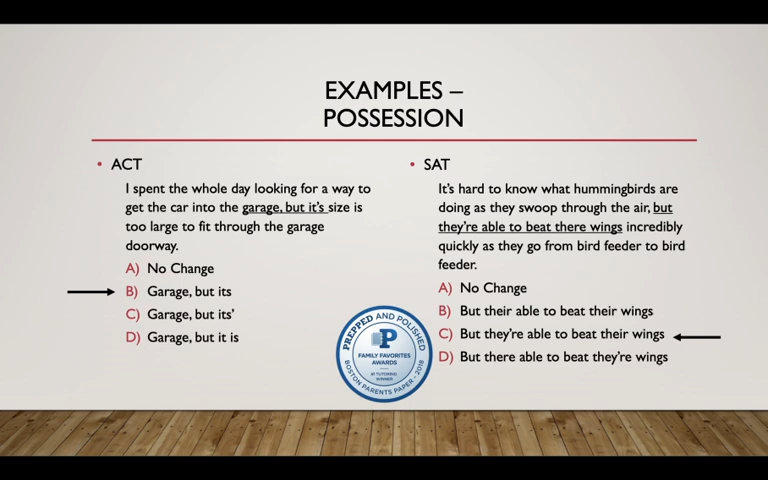 EXAMPLES –
POSSESSION
• ACT
I spent the whole day looking for a way to
get the car into the garage, but it's size is
too large to fit through the garage
doorway.
A) No Change
B) Garage, but its
C) Garage, but its'
D) Garage, but it is
• SAT
It's hard to know what hummingbirds are
doing as they swoop through the air, but
they're able to beat there wings incredibly
quickly as they go from bird feeder to bird
feeder.
A) No Change
B) But their able to beat their wings
C) But they're able to beat their wings
D) But there able to beat they're wings
PREPPED AND POLISHED
P
FAMILY FAVORITES
AWARDS
#1 TUTORING
WINNER
BOSTON PARENTS PAPER - 2018